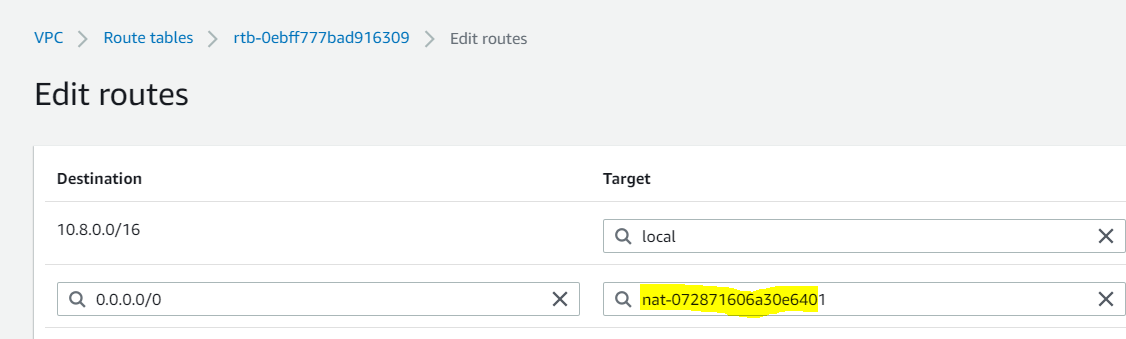 VPC > Route tables > rtb-0ebff777bad916309 > Edit routes
Edit routes
Destination Target
10.8.0.0/16 local
0.0.0.0/0 nat-072871606a30e6401